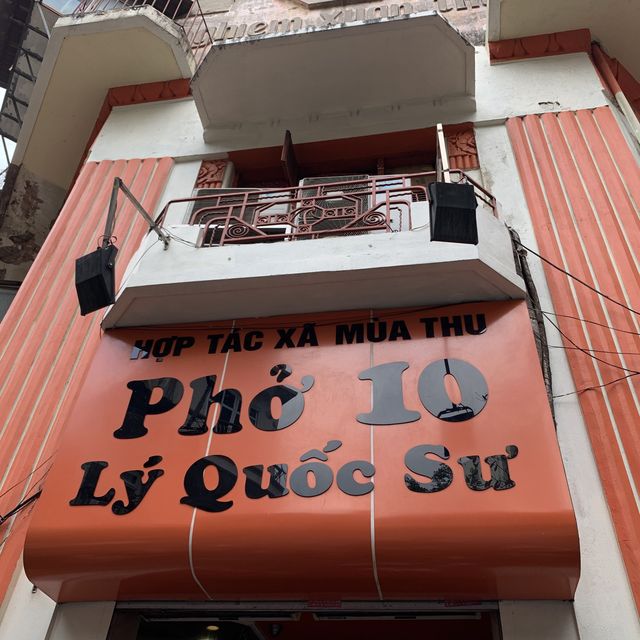 HỢP TÁC XÃ MÙA THU
Phở 10
Lý Quốc Sư